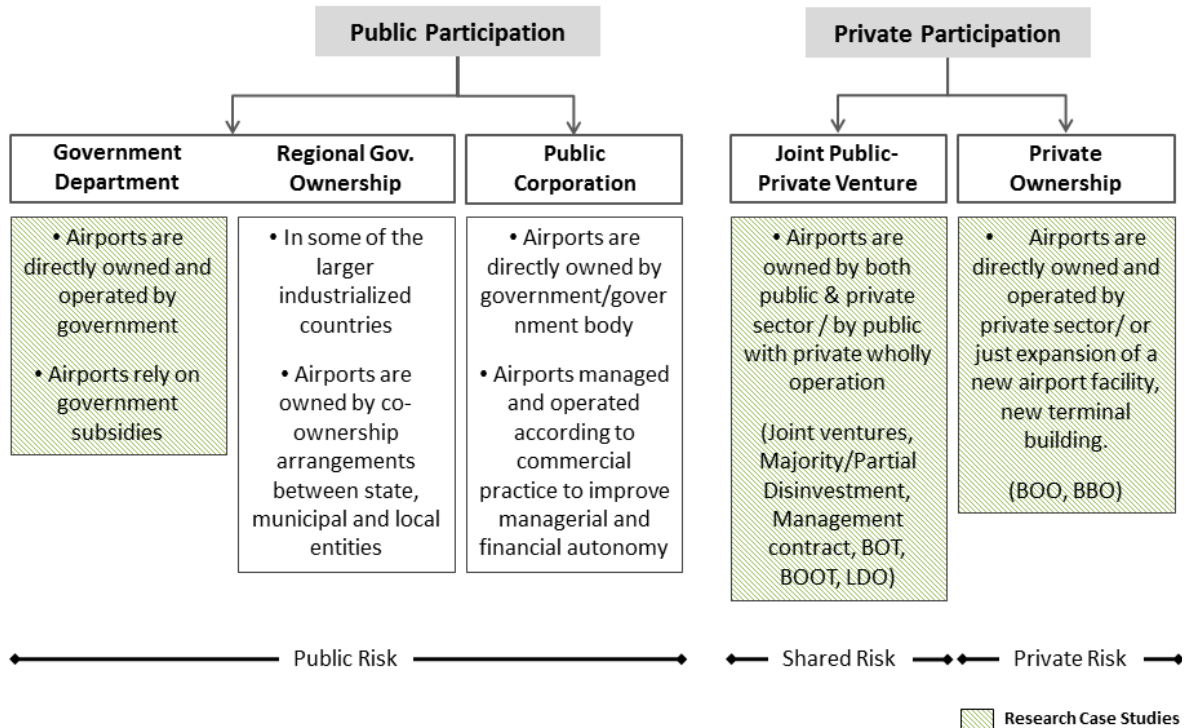 Public Participation
Private Participation
Government
Department
Regional Gov.
Ownership
Public
Corporation
Joint Public-
Private Venture
Private
Ownership
• Airports are
directly owned and
operated by
government
• Airports rely on
government
subsidies
• In some of the
larger
industrialized
countries
• Airports are
owned by co-
ownership
arrangements
between state,
municipal and local
entities
• Airports are
directly owned by
government/gover
nment body
• Airports managed
and operated
according to
commercial
practice to improve
managerial and
financial autonomy
• Airports are
owned by both
public & private
sector / by public
with private wholly
operation
(Joint ventures,
Majority/Partial
Disinvestment,
Management
contract, BOT,
BOOT, LDO)
• Airports are
directly owned and
operated by
private sector/ or
just expansion of a
new airport facility,
new terminal
building.
(BOO, BBO)
Public Risk
Shared Risk
Private Risk
Research Case Studies